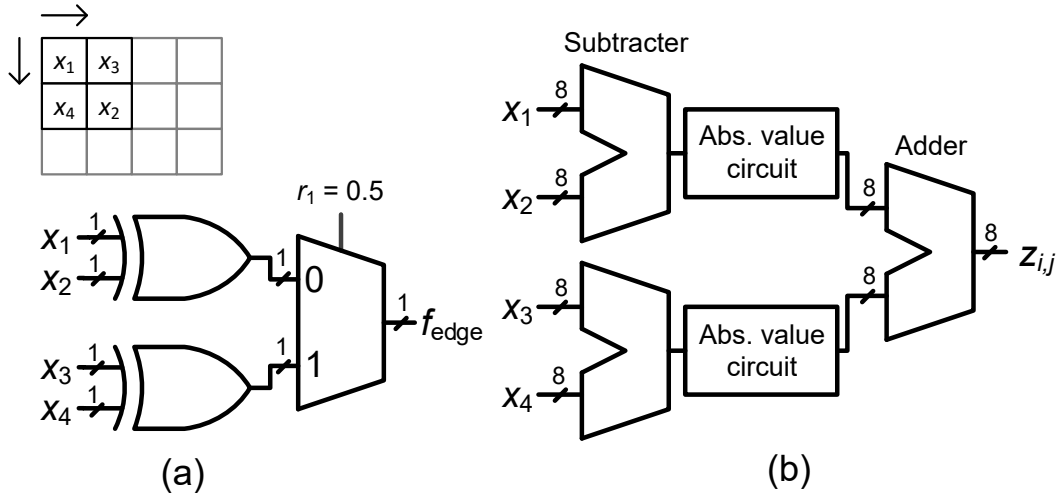 x1 x3
x4 x2
r1 = 0.5
x1 1
x2 1
1 0
x3 1
x4 1
1 1
1 fedge
(a)
Subtracter
x1 8
x2 8
Abs. value
circuit
x3 8
x4 8
Abs. value
circuit
Adder
8
8
8 zi,j
(b)